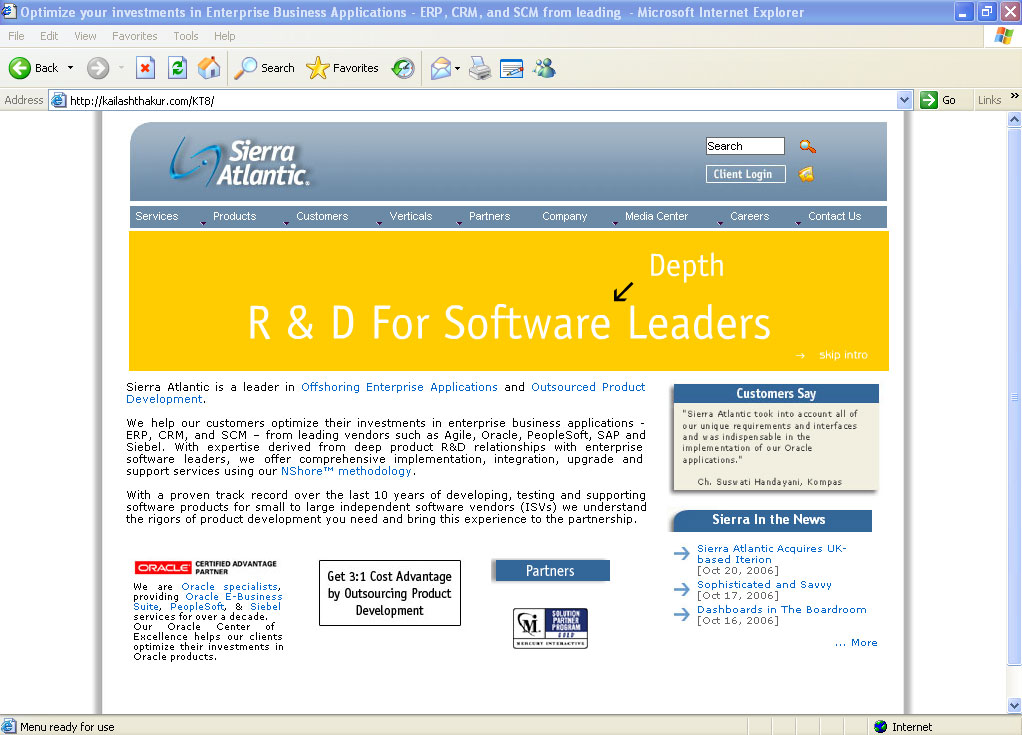 Optimize your investments in Enterprise Business Applications - ERP, CRM, and SCM from leading - Microsoft Internet Explorer
File Edit View Favorites Tools Help
Back Search Favorites
Address http://kailashthakur.com/KT8/ Go Links »
Sierra
Atlantic.
Search
Client Login
Services Products Customers Verticals Partners Company Media Center Careers Contact Us
Depth
R & D For Software Leaders
skip intro
Sierra Atlantic is a leader in Offshoring Enterprise Applications and Outsourced Product
Development.
We help our customers optimize their investments in enterprise business applications -
ERP, CRM, and SCM – from leading vendors such as Agile, Oracle, PeopleSoft, SAP and
Siebel. With expertise derived from deep product R&D relationships with enterprise
software leaders, we offer comprehensive implementation, integration, upgrade and
support services using our NShore™ methodology.
With a proven track record over the last 10 years of developing, testing and supporting
software products for small to large independent software vendors (ISVs) we understand
the rigors of product development you need and bring this experience to the partnership.
Customers Say
"Sierra Atlantic took into account all of
our unique requirements and interfaces
and was indispensable in the
implementation of our Oracle
applications."
Ch. Suswati Handayani, Kompas
Sierra In the News
Sierra Atlantic Acquires UK-
based Iterion
[Oct 20, 2006]
Sophisticated and Savvy
[Oct 17, 2006]
Dashboards in The Boardroom
[Oct 16, 2006]
... More
ORACLE CERTIFIED ADVANTAGE
PARTNER
We are Oracle specialists,
providing Oracle E-Business
Suite, PeopleSoft, & Siebel
services for over a decade.
Our Oracle Center of
Excellence helps our clients
optimize their investments in
Oracle products.
Get 3:1 Cost Advantage
by Outsourcing Product
Development
Partners
SOLUTION
PARTNER
PROGRAM
GOLD
MERCURY INTERACTIVE
Menu ready for use Internet